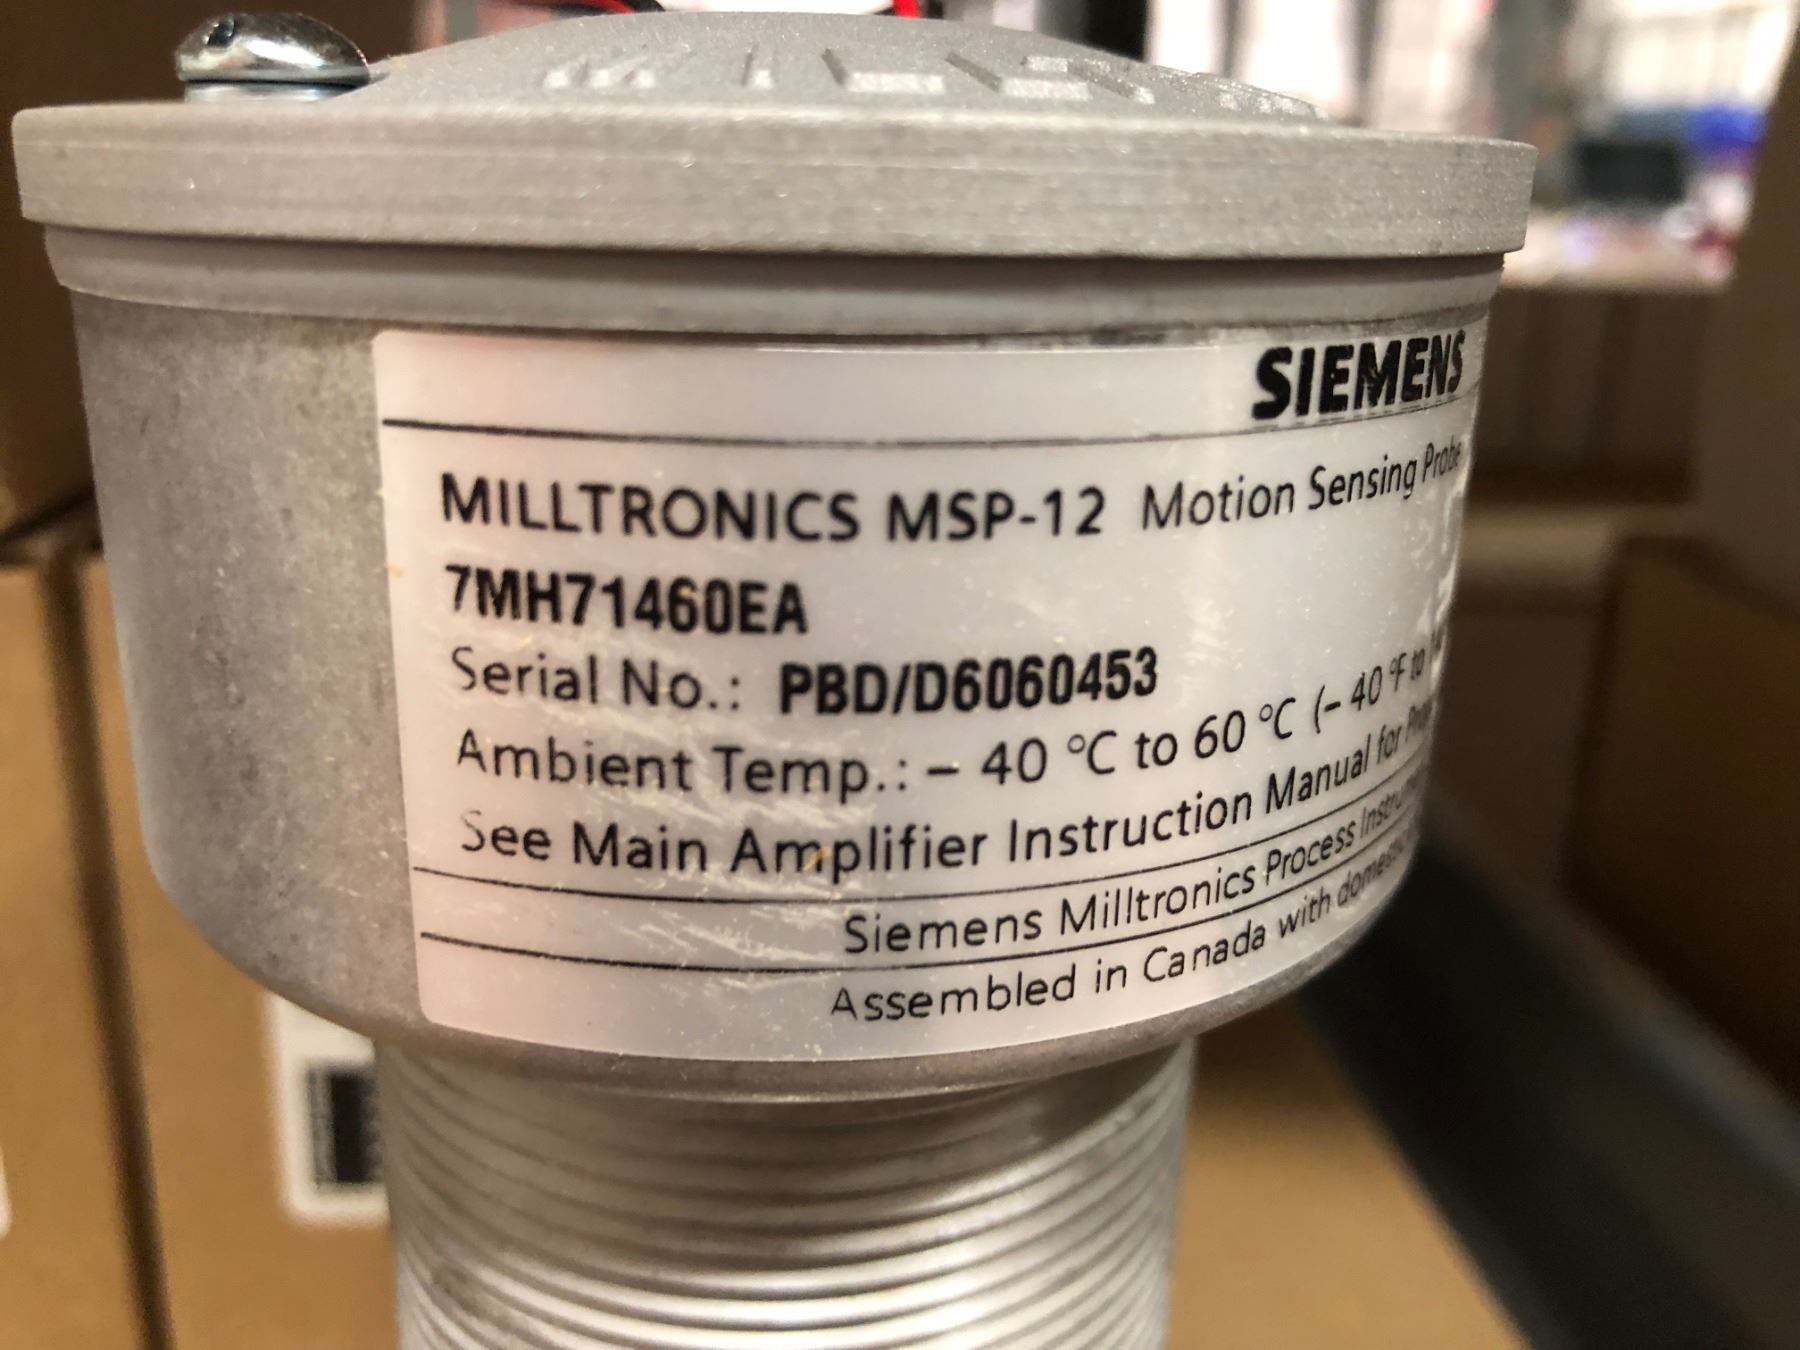 SIEMENS
MILLTRONICS MSP-12 Motion Sensing Probe
7MH71460EA
Serial No.: PBD/D6060453
Ambient Temp.: – 40 °C to 60 °C (– 40 °F to
See Main Amplifier Instruction Manual for
Siemens Milltronics Process
Assembled in Canada with